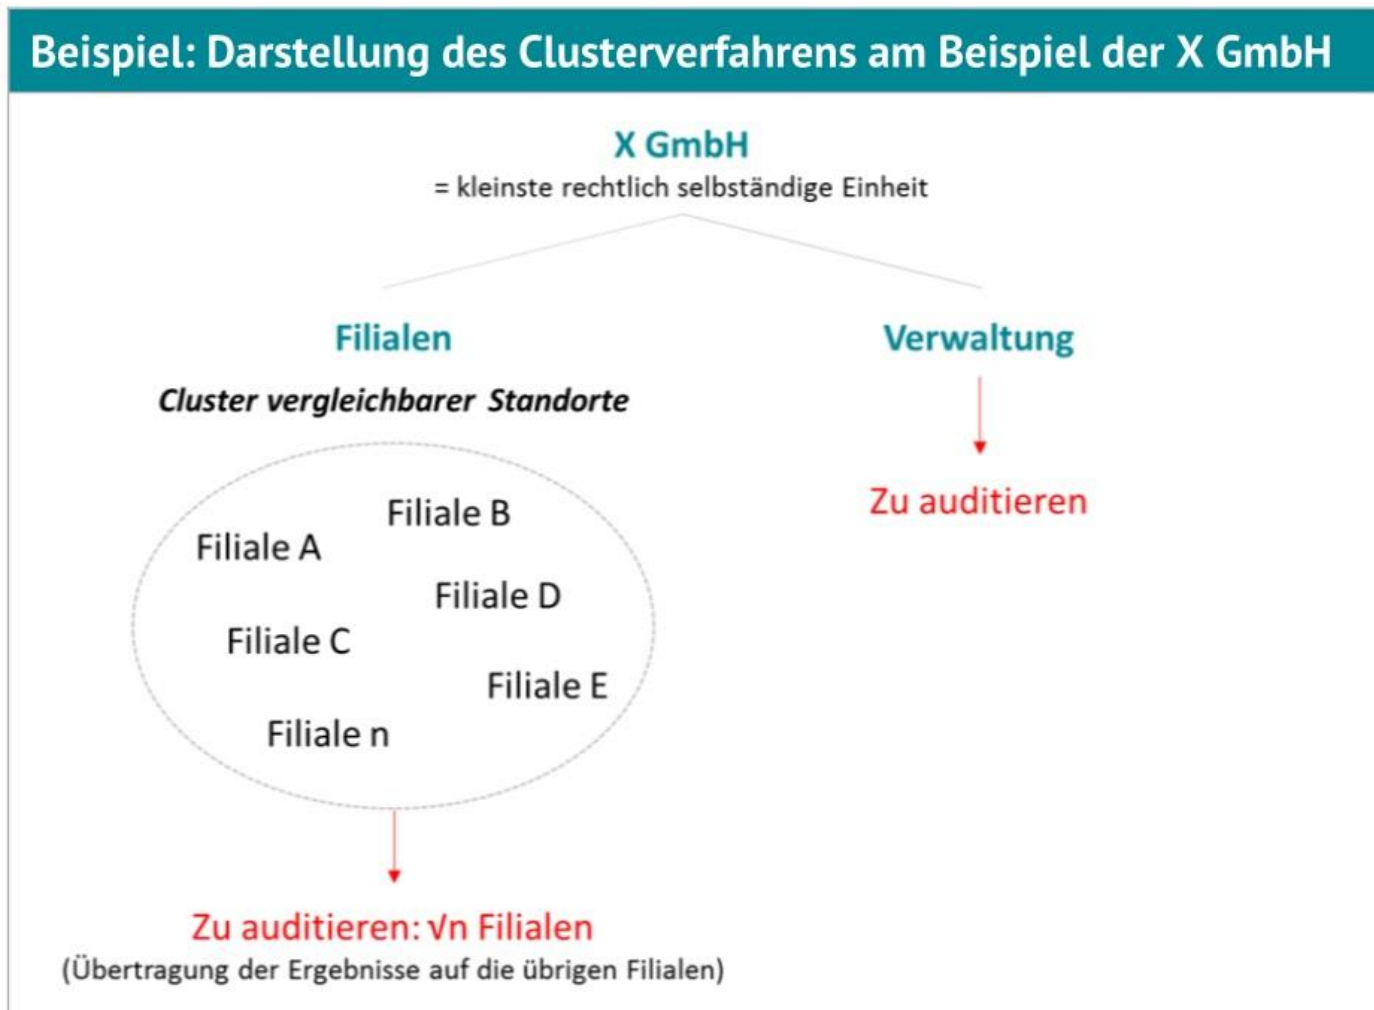 Beispiel: Darstellung des Clusterverfahrens am Beispiel der X GmbH
X GmbH
= kleinste rechtlich selbständige Einheit
Filialen
Verwaltung
Cluster vergleichbarer Standorte
Zu auditieren
Filiale B
Filiale A
Filiale D
Filiale C
Filiale E
Filiale n
Zu auditieren: √n Filialen
(Übertragung der Ergebnisse auf die übrigen Filialen)